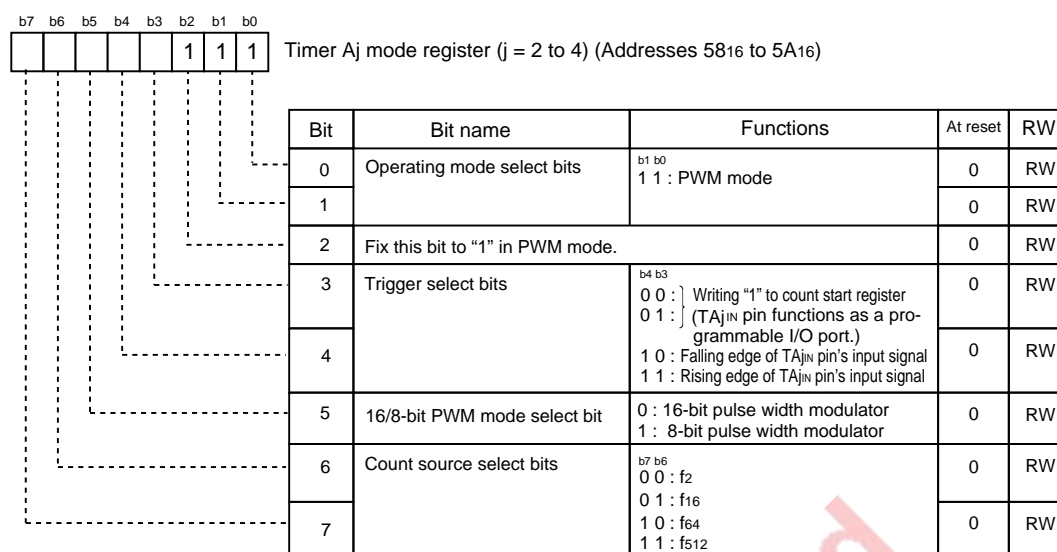 b7 b6 b5 b4 b3 b2 b1 b0
1 1 1 Timer Aj mode register (j = 2 to 4) (Addresses 5816 to 5A16)
Bit Bit name Functions At reset RW
0 Operating mode select bits b1 b0 0 RW
1 1 : PWM mode
1 0 RW
2 Fix this bit to “1” in PWM mode. 0 RW
3 Trigger select bits b4 b3 0 RW
0 0 : Writing “1” to count start register
0 1 : (TAjIN pin functions as a pro-
grammable I/O port.)
4 1 0 : Falling edge of TAjIN pin’s input signal 0 RW
1 1 : Rising edge of TAjIN pin’s input signal
5 16/8-bit PWM mode select bit 0 : 16-bit pulse width modulator 0 RW
1 : 8-bit pulse width modulator
6 Count source select bits b7 b6 0 RW
0 0 : f2
0 1 : f16
7 1 0 : f64 0 RW
1 1 : f512